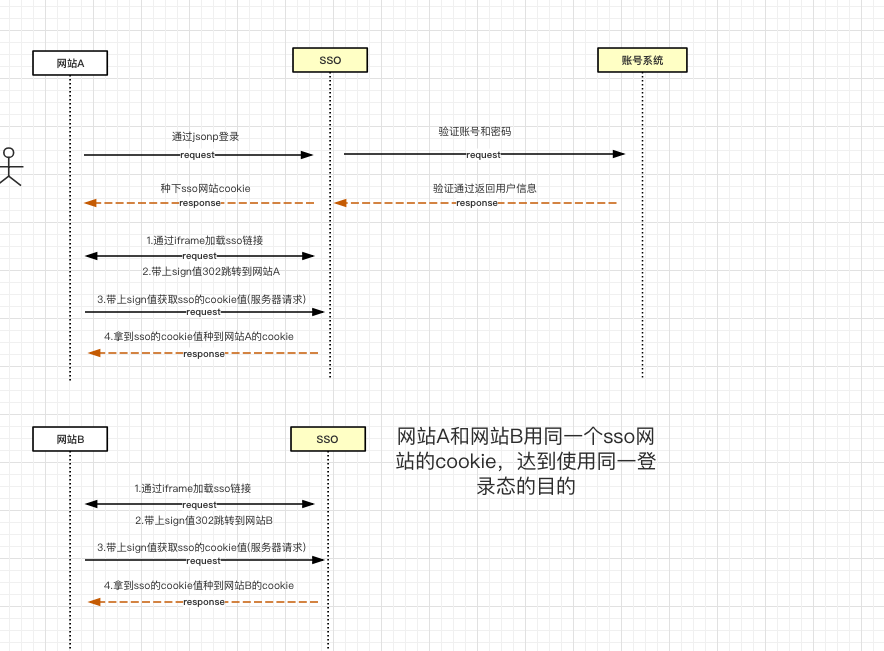 网站A
SSO
账号系统
通过jsonp登录
request
验证账号和密码
request
种下sso网站cookie
response
验证通过返回用户信息
response
1.通过iframe加载sso链接
request
2.带上sign值302跳转到网站A
3.带上sign值获取sso的cookie值(服务器请求)
request
4.拿到sso的cookie值种到网站A的cookie
response
网站B
SSO
网站A和网站B用同一个sso网
站的cookie，达到使用同一登
录态的目的
1.通过iframe加载sso链接
request
2.带上sign值302跳转到网站B
3.带上sign值获取sso的cookie值(服务器请求)
request
4.拿到sso的cookie值种到网站B的cookie
response